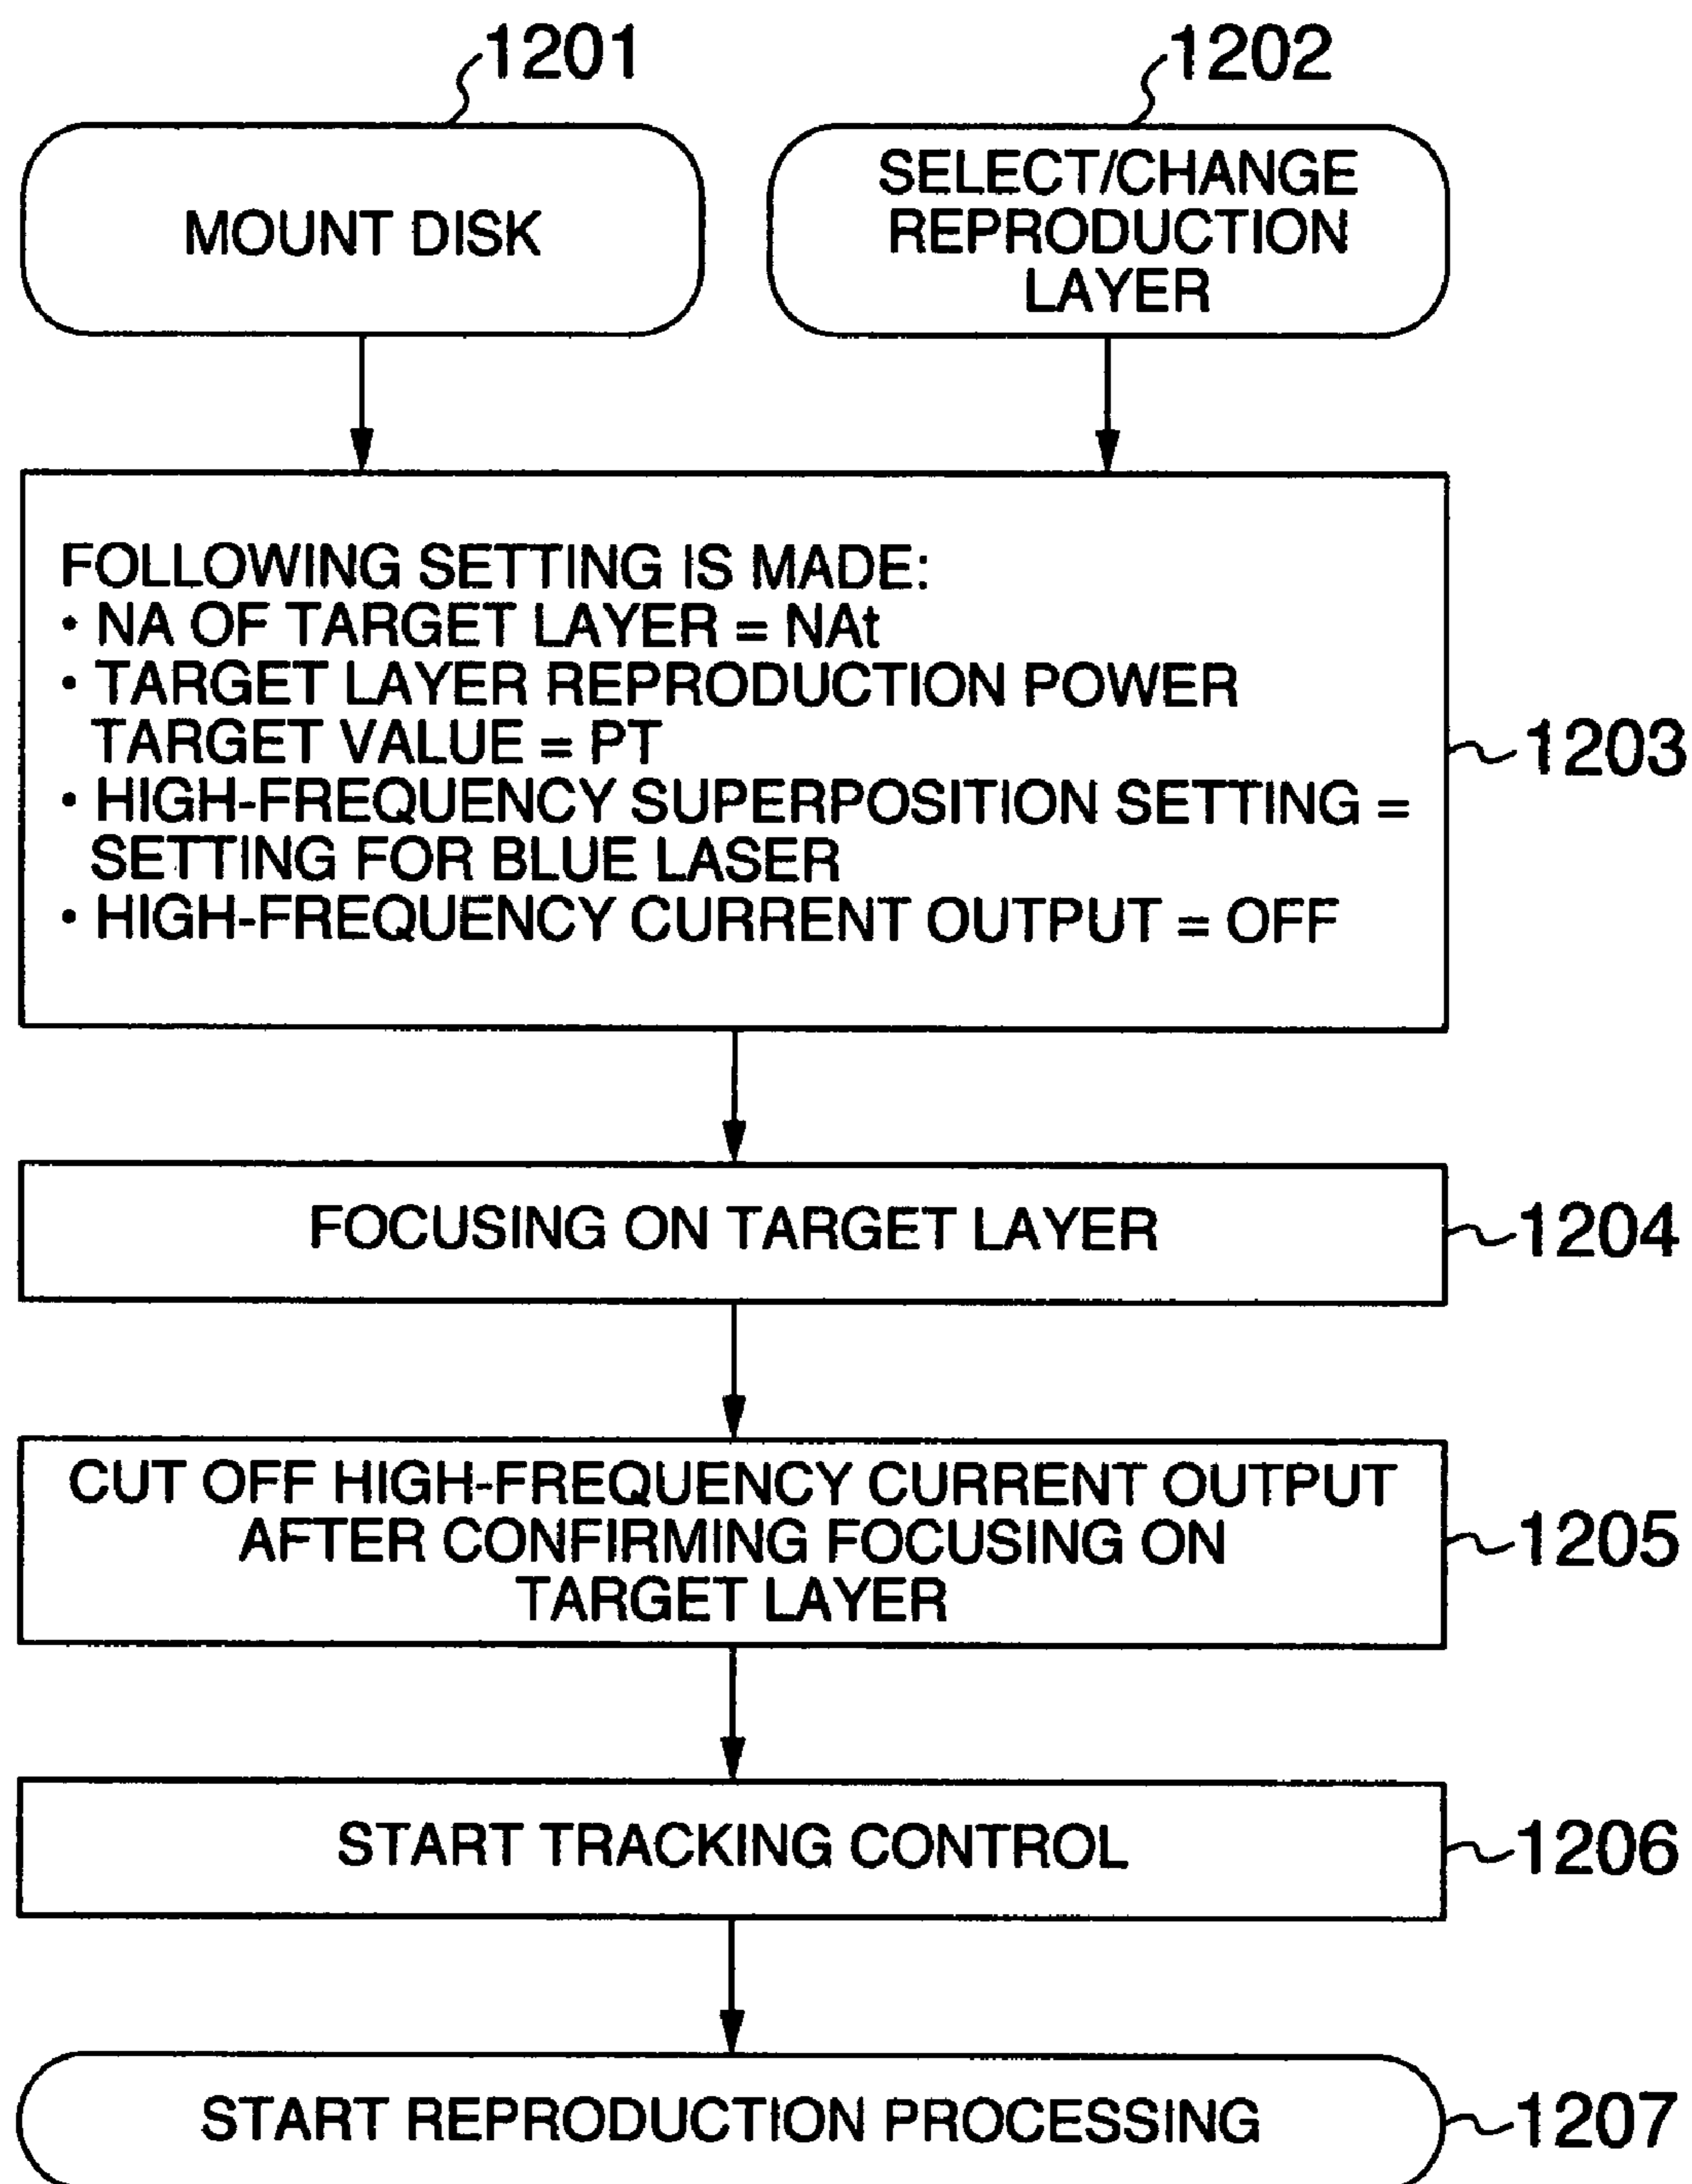 1201
1202
MOUNT DISK
SELECT/CHANGE
REPRODUCTION
LAYER
FOLLOWING SETTING IS MADE:
• NA OF TARGET LAYER = NAt
• TARGET LAYER REPRODUCTION POWER
TARGET VALUE = PT
• HIGH-FREQUENCY SUPERPOSITION SETTING =
SETTING FOR BLUE LASER
• HIGH-FREQUENCY CURRENT OUTPUT = OFF
1203
FOCUSING ON TARGET LAYER
1204
CUT OFF HIGH-FREQUENCY CURRENT OUTPUT
AFTER CONFIRMING FOCUSING ON
TARGET LAYER
1205
START TRACKING CONTROL
1206
START REPRODUCTION PROCESSING
1207